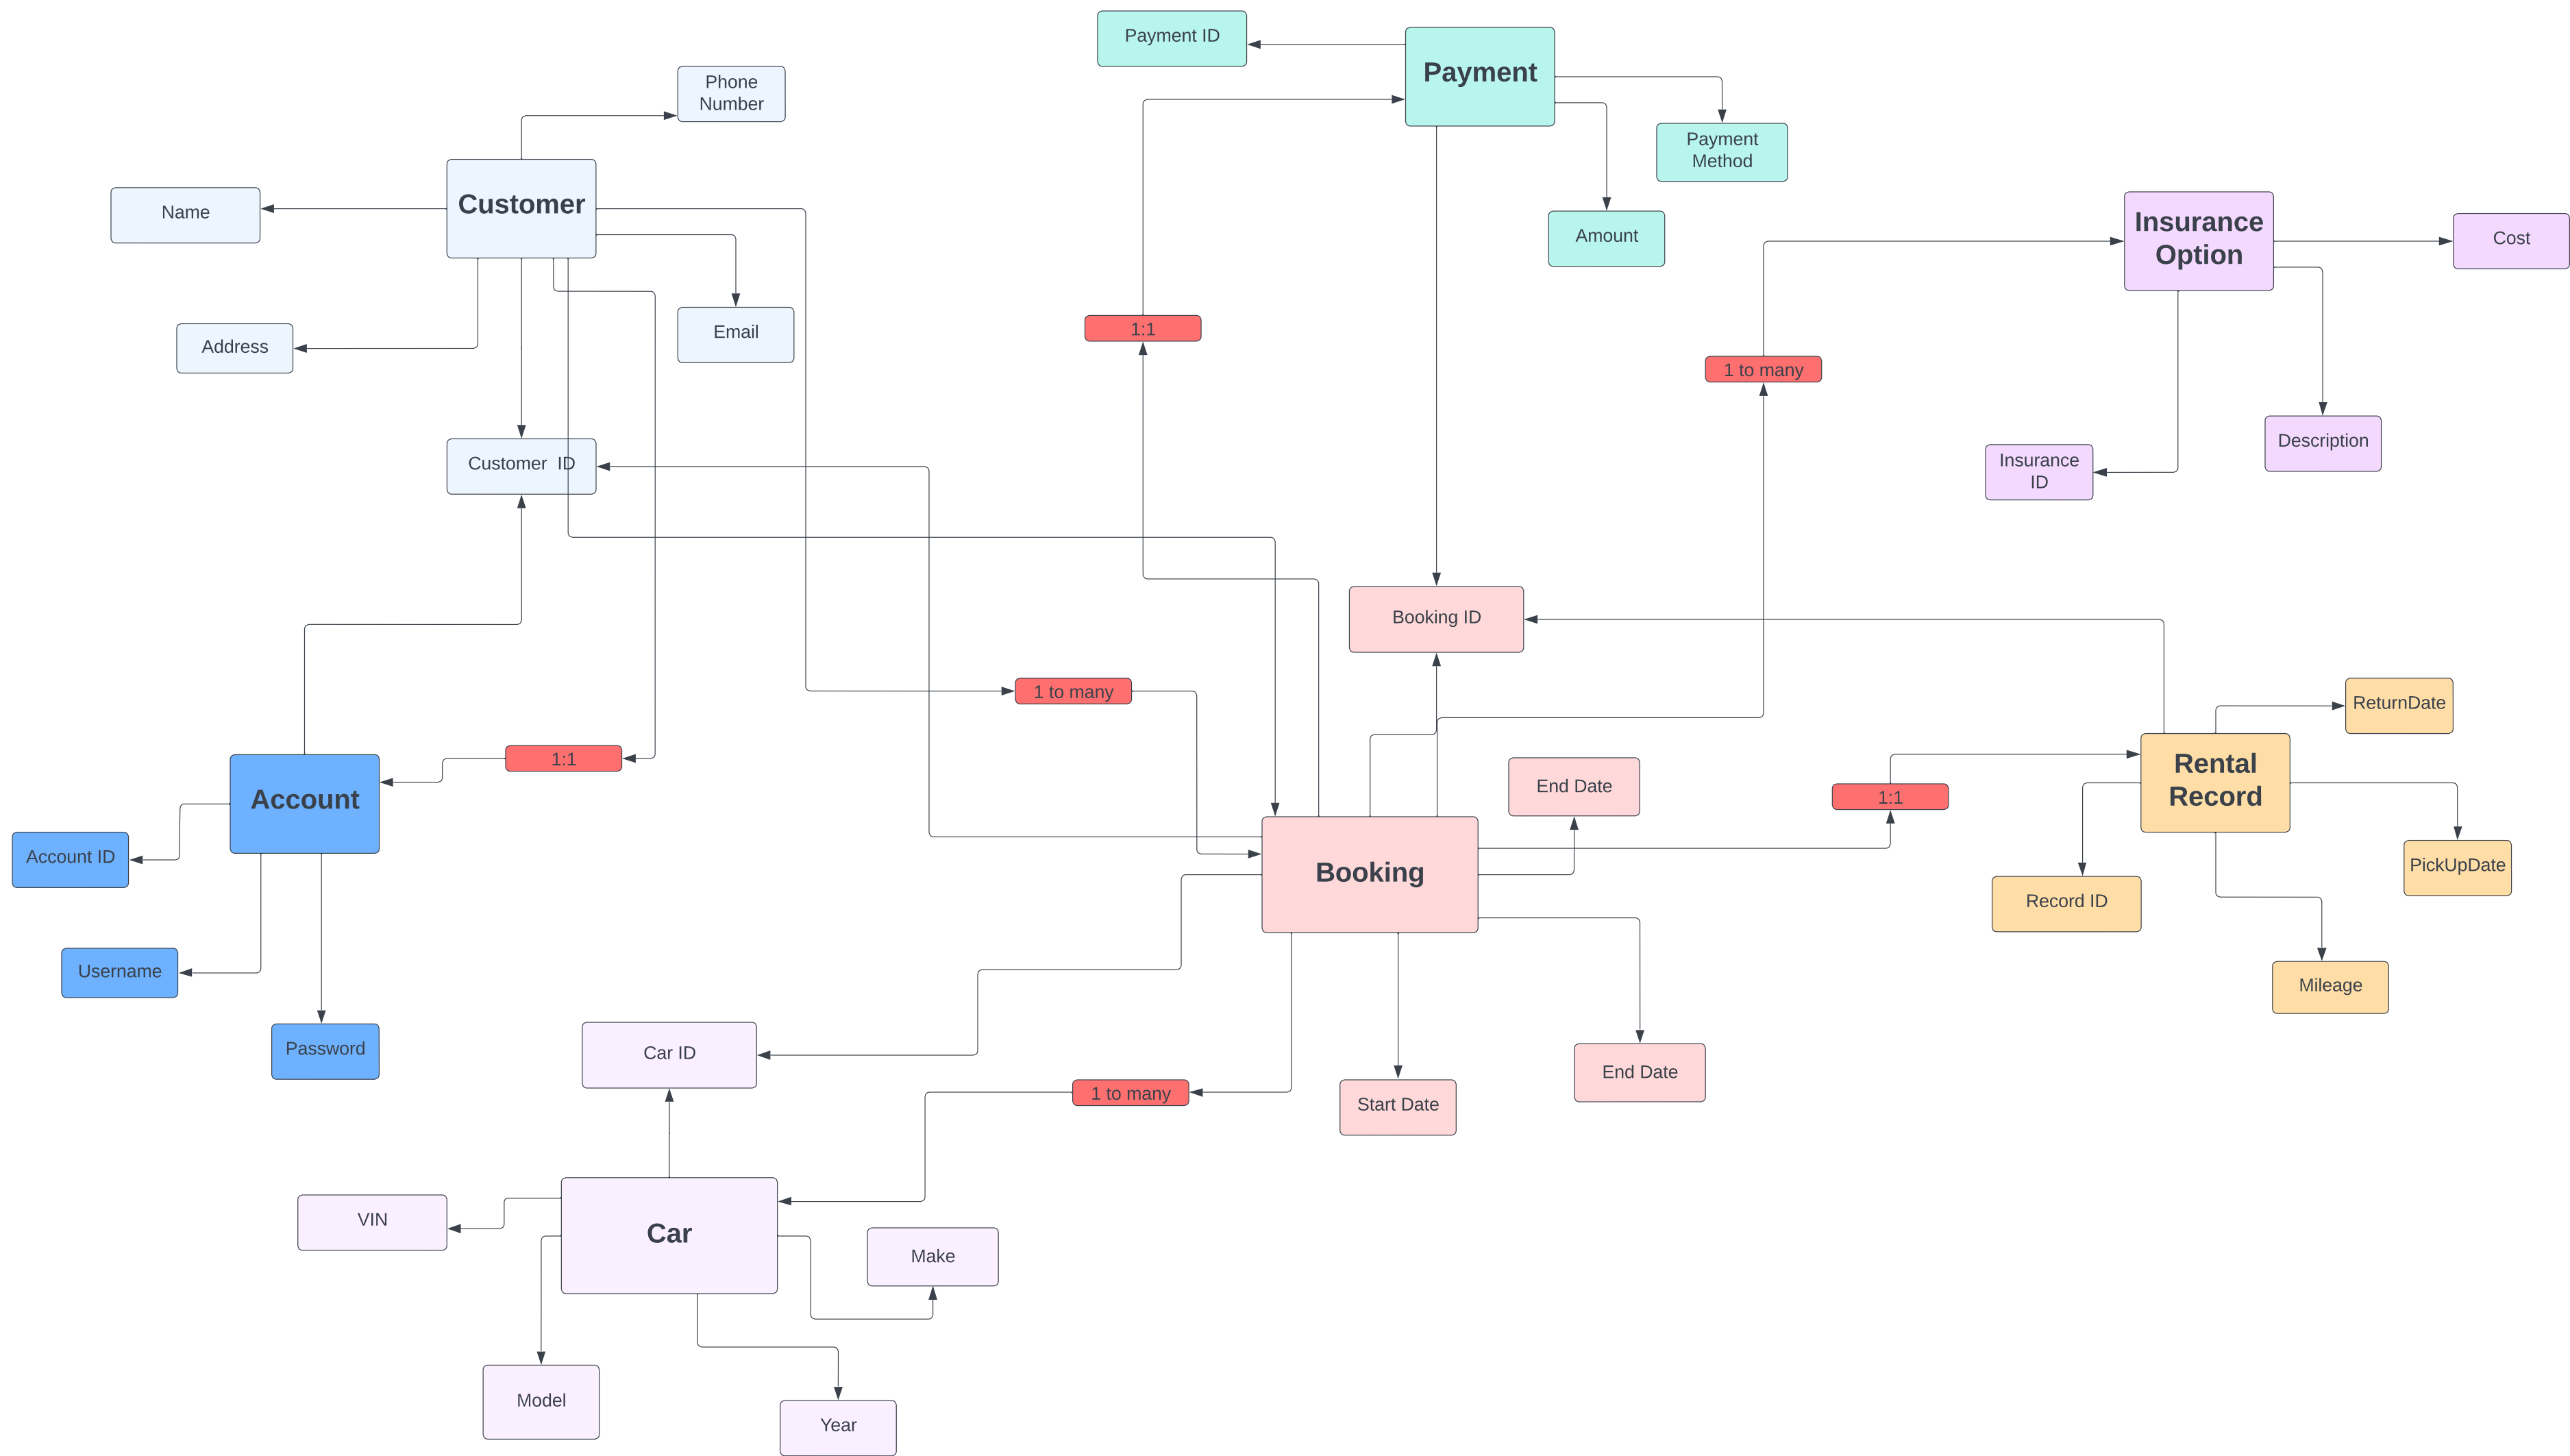 Payment ID
Payment
Phone
Number
Payment
Method
Customer
Name
Amount
Insurance
Option
Cost
1:1
Email
Address
1 to many
Description
Customer  ID
Insurance
ID
Booking ID
1 to many
ReturnDate
1:1
Account
End Date
1:1
Rental
Record
Account ID
Booking
PickUpDate
Record ID
Username
Mileage
Password
Car ID
1 to many
Start Date
End Date
VIN
Car
Make
Model
Year